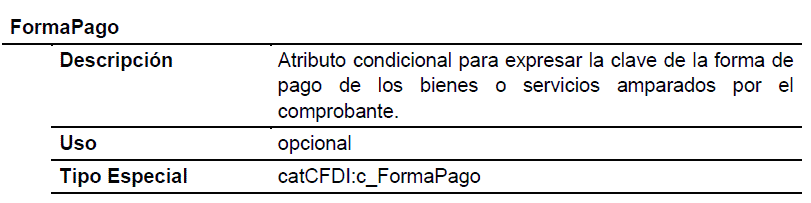 FormaPago
Descripción Atributo condicional para expresar la clave de la forma de
pago de los bienes o servicios amparados por el
comprobante.
Uso opcional
Tipo Especial catCFDI:c_FormaPago